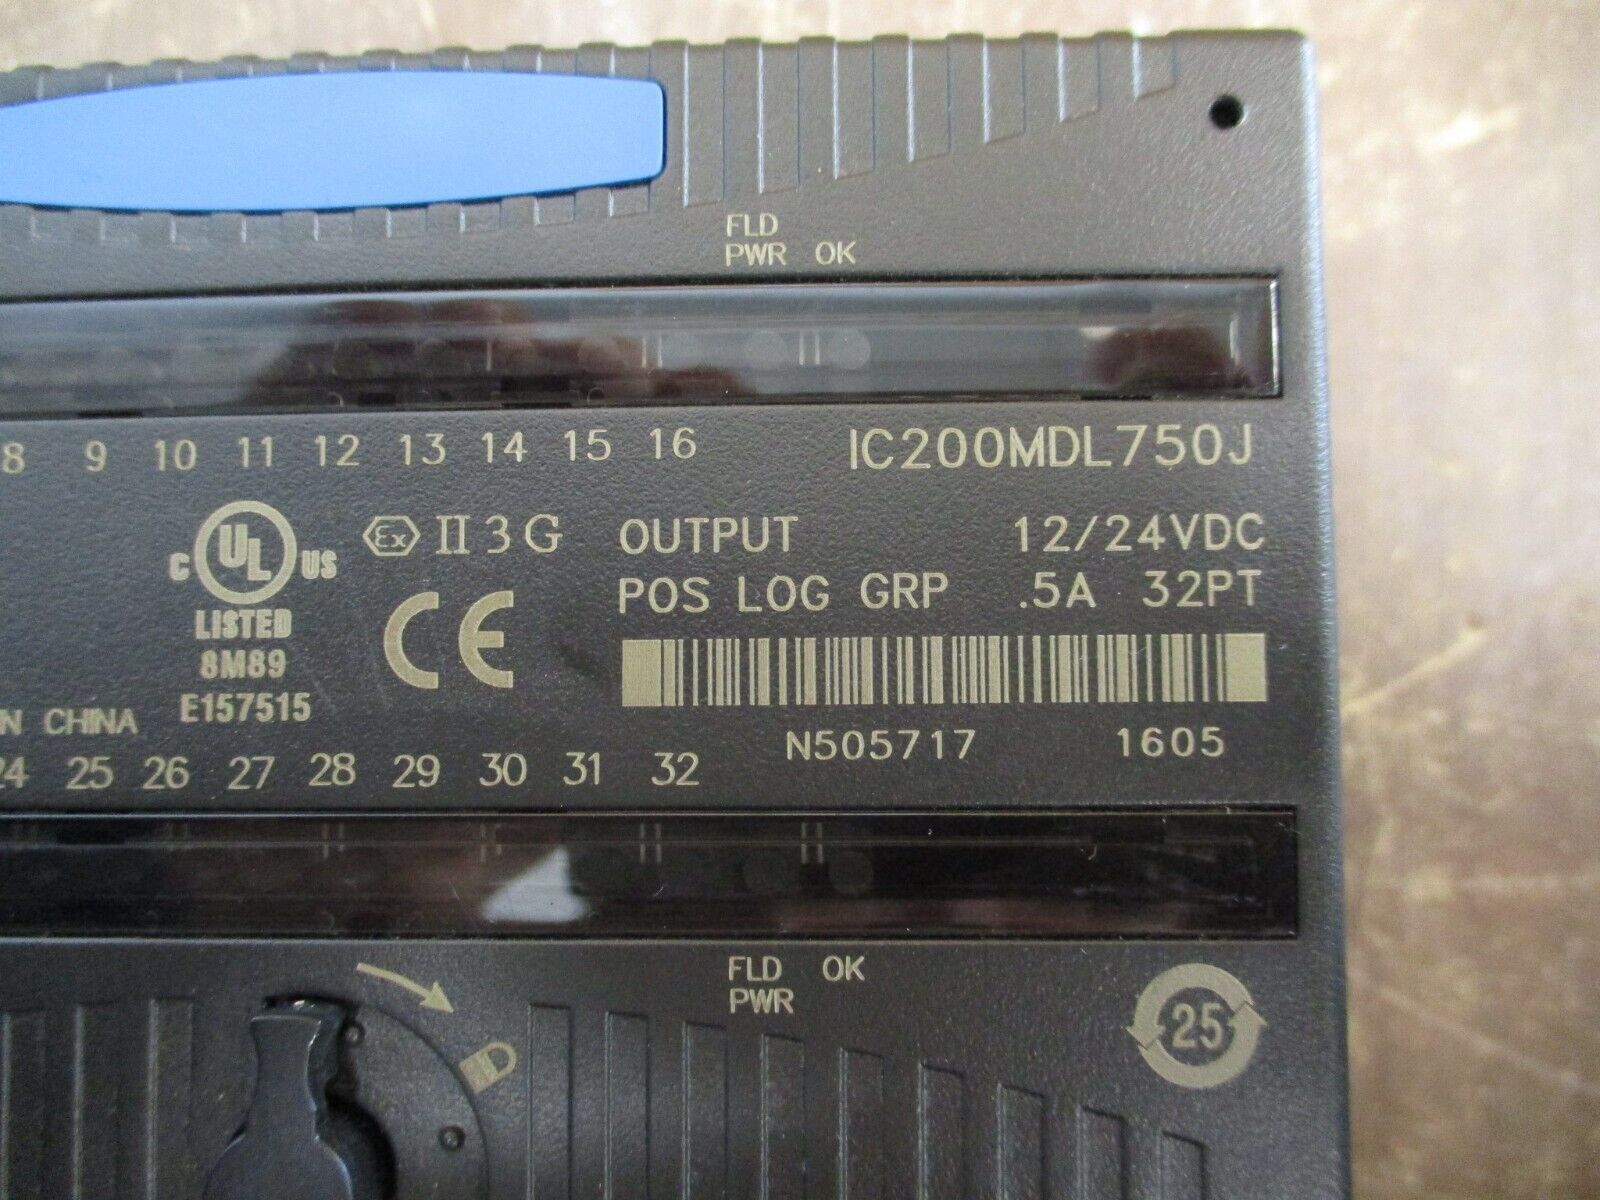 FLD
PWR OK
8 9 10 11 12 13 14 15 16
IC200MDL750J
C UL US
LISTED
8M89
E157515
Ex II 3 G
CE
OUTPUT 12/24VDC
POS LOG GRP .5A 32PT
N505717 1605
IN CHINA
24 25 26 27 28 29 30 31 32
FLD OK
PWR
25